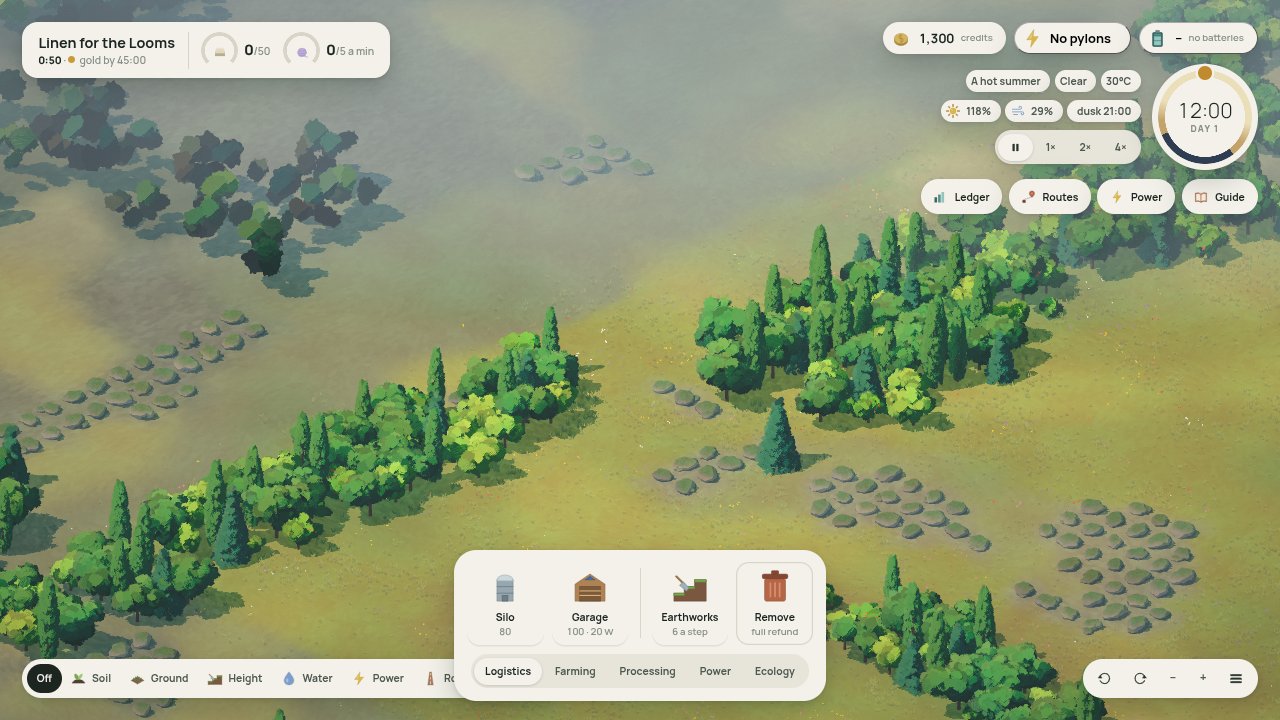 Linen for the Looms
0:50 · gold by 45:00
0/50
0/5 a min
1,300 credits
No pylons
– no batteries
A hot summer
Clear
30°C
118%
29%
dusk 21:00
12:00
DAY 1
1×
2×
4×
Ledger
Routes
Power
Guide
Silo
80
Garage
100 · 20 W
Earthworks
6 a step
Remove
full refund
Logistics
Farming
Processing
Power
Ecology
Off
Soil
Ground
Height
Water
Power
−
+